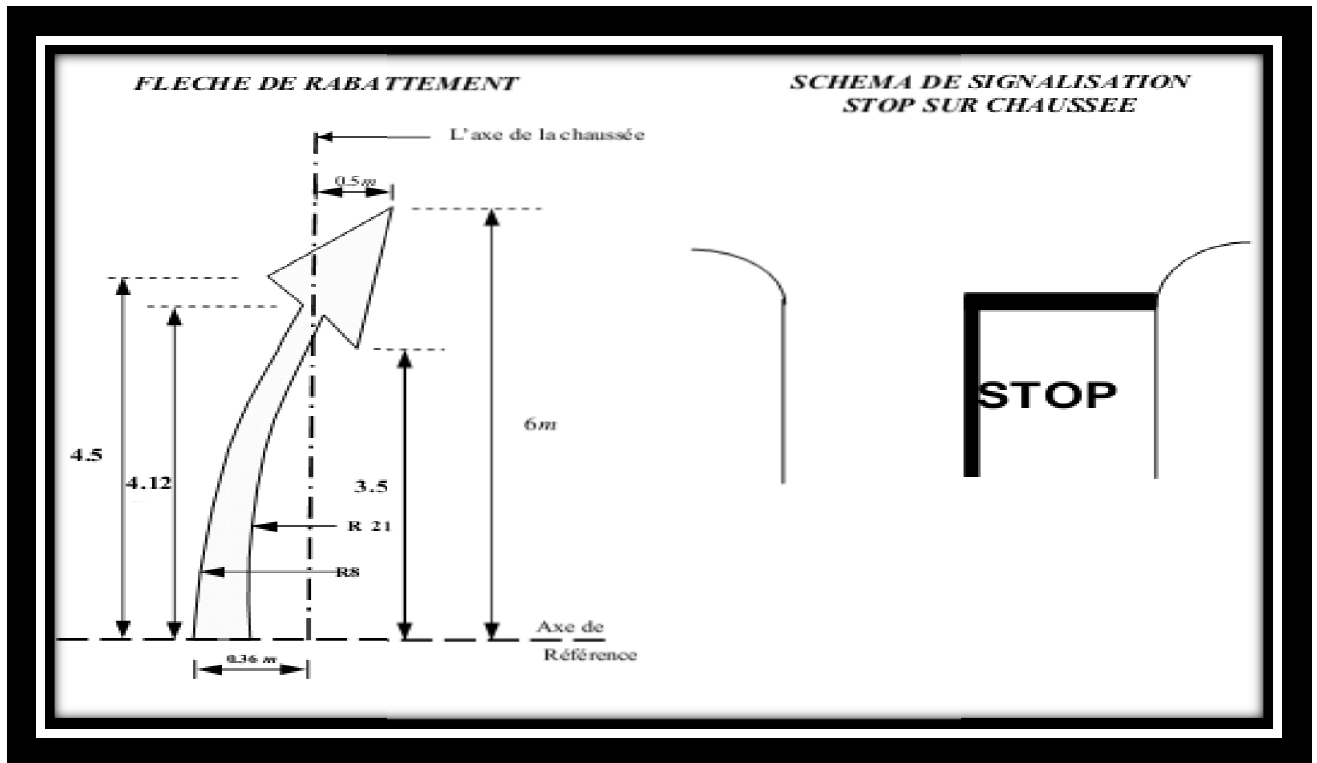 FLECHE DE RABATTEMENT
L'axe de la chaussée
0.5m
4.5
4.12
3.5
6m
R 21
R8
Axe de
Référence
0.36 m
SCHEMA DE SIGNALISATION
STOP SUR CHAUSSEE
STOP